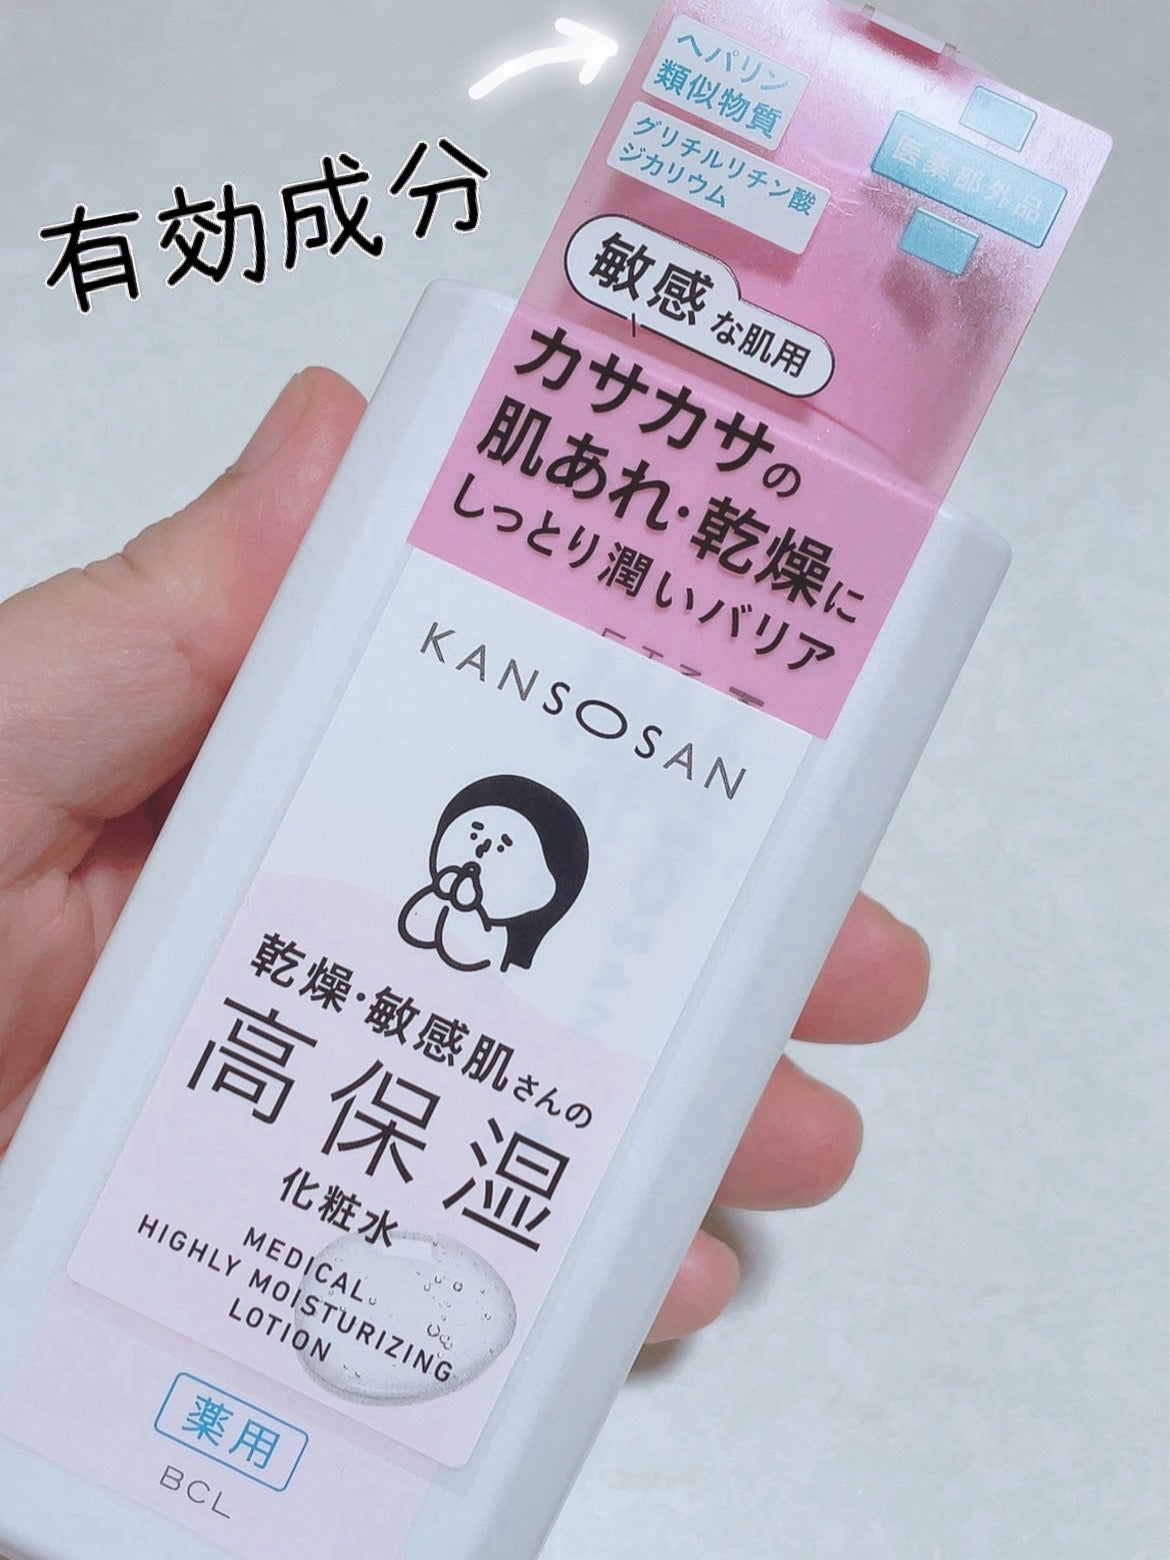 有効成分
ヘパリン
類似物質
グリチルリチン酸
ジカリウム
医薬部外品
敏感な肌用
カサカサの
肌あれ・乾燥に
しっとり潤いバリア
KANSOSAN
乾燥・敏感肌さんの
高保湿
化粧水
MEDICAL
HIGHLY MOISTURIZING
LOTION
薬用
BCL